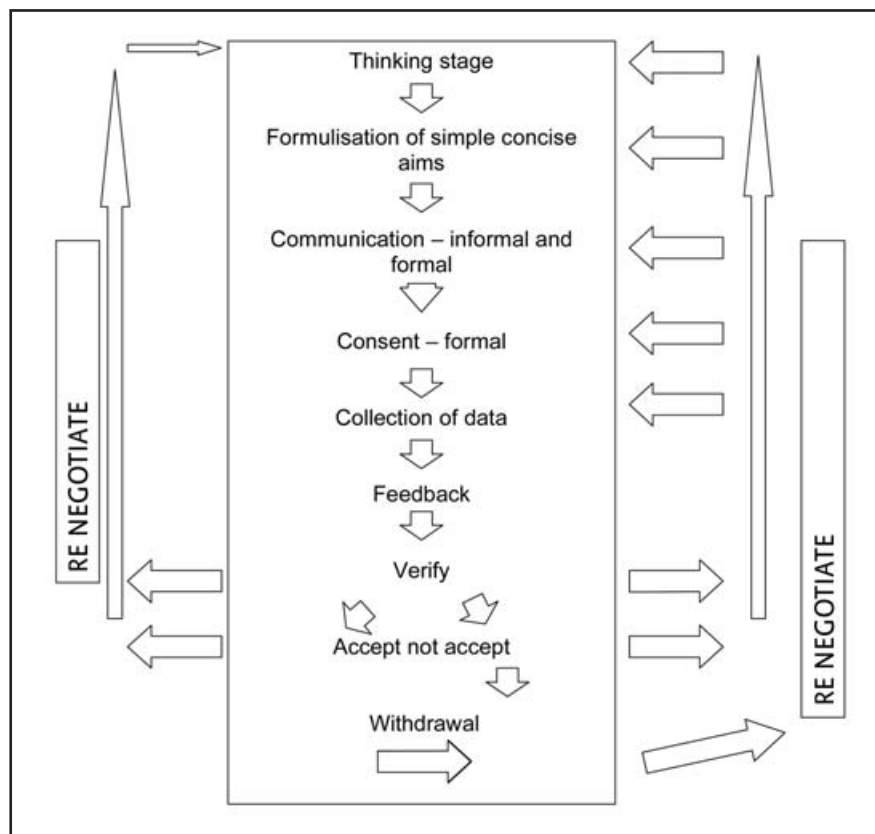 Thinking stage
Formulisation of simple concise
aims
Communication – informal and
formal
Consent – formal
Collection of data
Feedback
Verify
Accept not accept
Withdrawal
RE NEGOTIATE
RE NEGOTIATE